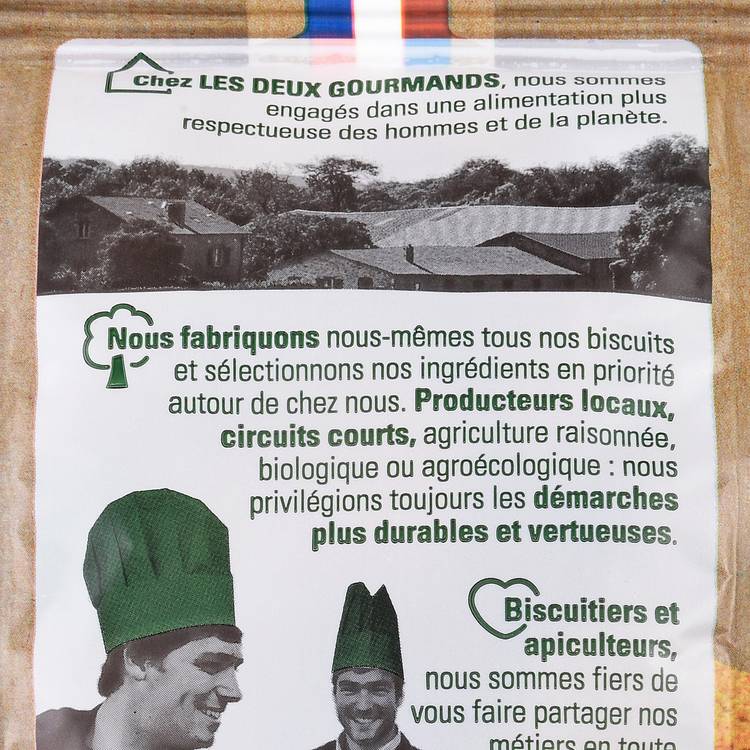 Chez LES DEUX GOURMANDS, nous sommes
engagés dans une alimentation plus
respectueuse des hommes et de la planète.
Nous fabriquons nous-mêmes tous nos biscuits
et sélectionnons nos ingrédients en priorité
autour de chez nous. Producteurs locaux,
circuits courts, agriculture raisonnée,
biologique ou agroécologique : nous
privilégions toujours les démarches
plus durables et vertueuses.
Biscuitiers et
apiculteurs,
nous sommes fiers de
vous faire partager nos
métiers en toute